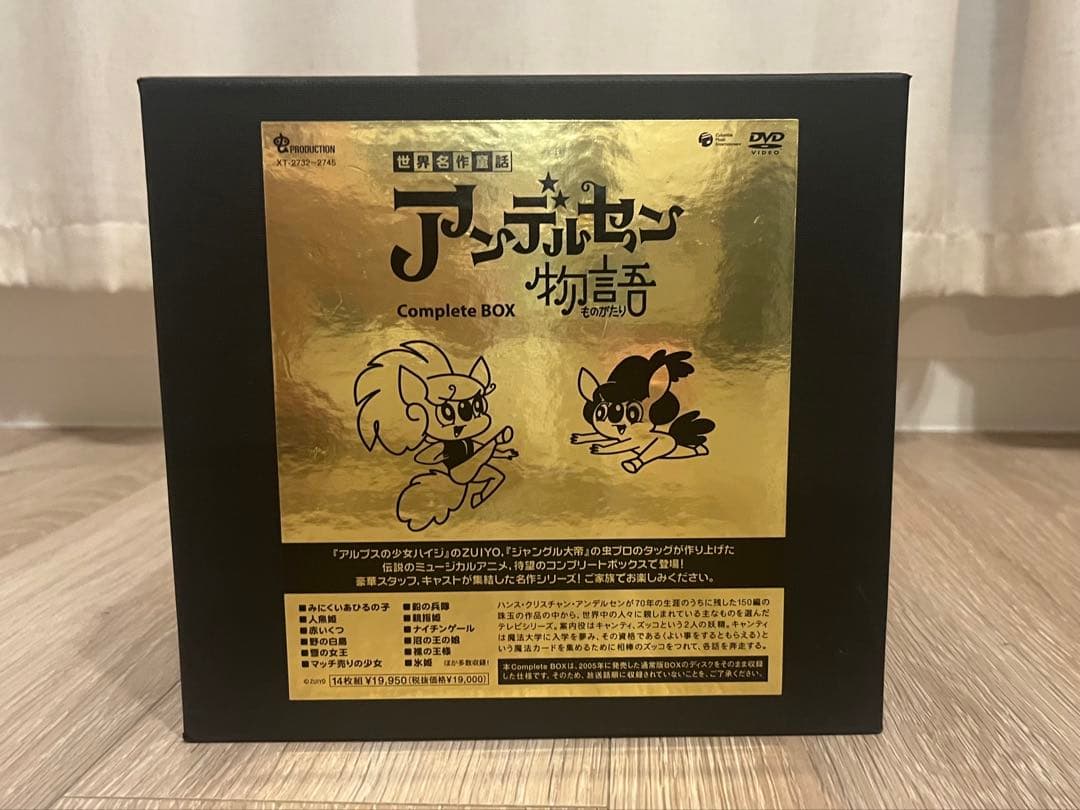 虫PRODUCTION
XT-2732~2745
Columbia Music Entertainment
DVD VIDEO
世界名作童話
アンデルセン
物語
ものがたり
Complete BOX
『アルプスの少女ハイジ』のZUIYO、『ジャングル大帝』の虫プロのタッグが作り上げた
伝説のミュージカルアニメ、待望のコンプリートボックスで登場!
豪華スタッフ、キャストが集結した名作シリーズ!ご家族でお楽しみください。
■みにくいあひるの子
■人魚姫
■赤いくつ
■野の白鳥
■雪の女王
■マッチ売りの少女
■鉛の兵隊
■親指姫
■ナイチンゲール
■沼の王の娘
■裸の王様
■氷姫 ほか多数収録!
©ZUIYO 14枚組 ¥19,950(税抜価格¥19,000)
ハンス・クリスチャン・アンデルセンが70年の生涯のうちに残した150編の
珠玉の作品の中から、世界中の人々に親しまれている主なものを選んだ
テレビシリーズ。案内役はキャンティ、ズッコという2人の妖精。キャンティ
は魔法大学に入学を夢み、その資格である<よい事をするともらえる>と
いう魔法カードを集めるために相棒のズッコをつれて、各話を奔走する。
本Complete BOXは、2005年に発売した通常版BOXのディスクをそのまま収録
した仕様です。そのため、放送話順に収録されていないことを、ご了承ください。